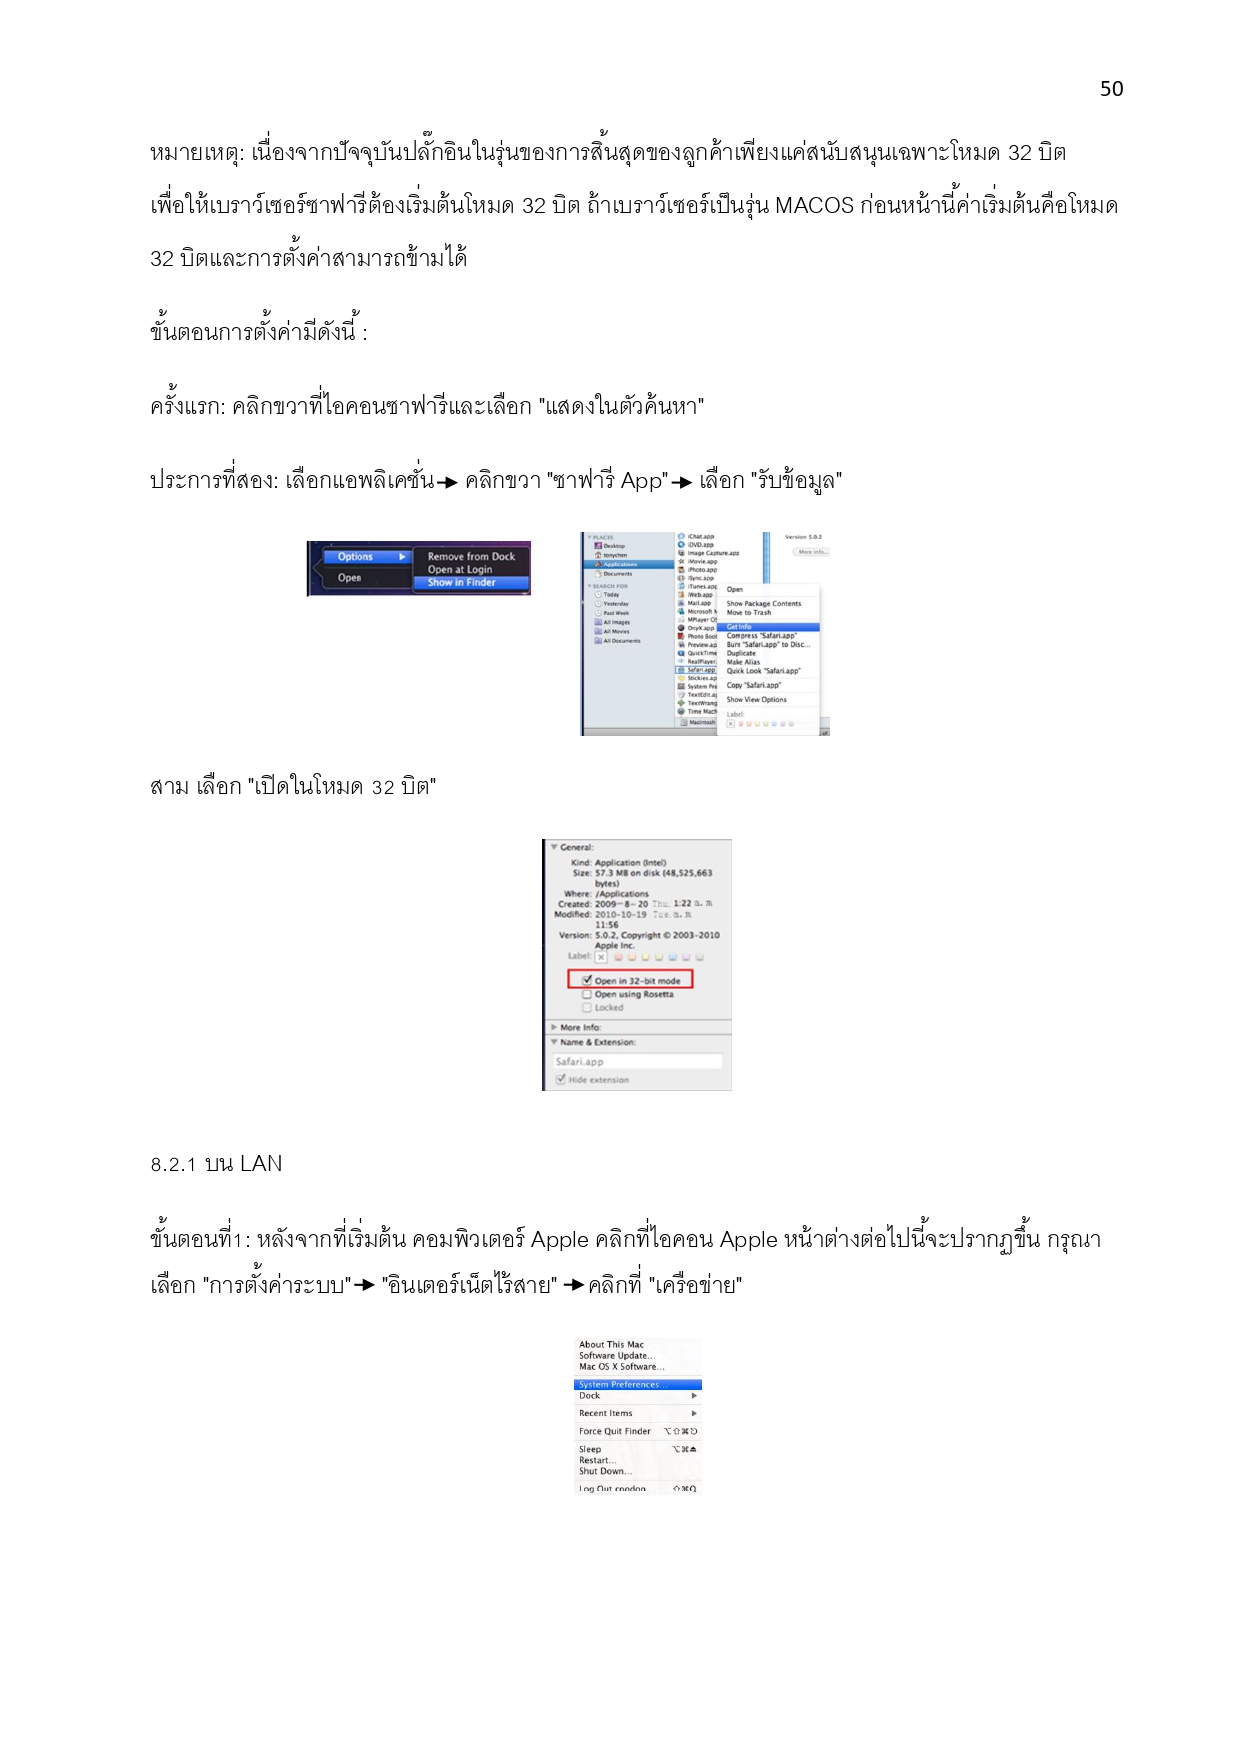 50
หมายเหตุ: เนื่องจากปัจจุบันปลั๊กอินในรุ่นของการสิ้นสุดของลูกค้าเพียงแค่สนับสนุนเฉพาะโหมด 32 บิต
เพื่อให้เบราว์เซอร์ซาฟารีต้องเริ่มต้นโหมด 32 บิต ถ้าเบราว์เซอร์เป็นรุ่น MACOS ก่อนหน้านี้ค่าเริ่มต้นคือโหมด
32 บิตและการตั้งค่าสามารถข้ามได้
ขั้นตอนการตั้งค่ามีดังนี้ :
ครั้งแรก: คลิกขวาที่ไอคอนซาฟารีและเลือก "แสดงในตัวค้นหา"
ประการที่สอง: เลือกแอพลิเคชั่น→ คลิกขวา "ซาฟารี App"→ เลือก "รับข้อมูล"
Options
Open
Remove from Dock
Open at Login
Show in Finder
PLACES
Desktop
tonychen
Applications
Documents
SEARCH FOR
Today
Yesterday
Past Week
All Images
All Movies
All Documents
iChat.app
iDVD.app
Image Capture.app
iMovie.app
iPhoto.app
iSync.app
iTunes.app
iWeb.app
Mail.app
Microsoft M
MPlayer OS
OnyX.app
Photo Boot
Preview.ap
QuickTime
RealPlayer
Safari.app
Stickies.ap
System Pre
TextEdit.a
TextWrang
Time Mach
Macintosh
Version 5.0.2
More info...
Open
Show Package Contents
Move to Trash
Get Info
Compress "Safari.app"
Burn "Safari.app" to Disc...
Duplicate
Make Alias
Quick Look "Safari.app"
Copy "Safari.app"
Show View Options
Label:
สาม เลือก "เปิดในโหมด 32 บิต"
General:
Kind: Application (Intel)
Size: 57.3 MB on disk (48,525,663
bytes)
Where: /Applications
Created: 2009-8-20 Thu. 1:22 a. m
Modified: 2010-10-19 Tue. a. m
11:56
Version: 5.0.2, Copyright © 2003-2010
Apple Inc.
Label:
Open in 32-bit mode
Open using Rosetta
Locked
More Info:
Name & Extension:
Safari.app
Hide extension
8.2.1 บน LAN
ขั้นตอนที่1: หลังจากที่เริ่มต้น คอมพิวเตอร์ Apple คลิกที่ไอคอน Apple หน้าต่างต่อไปนี้จะปรากฏขึ้น กรุณา
เลือก "การตั้งค่าระบบ"→ "อินเตอร์เน็ตไร้สาย" →คลิกที่ "เครือข่าย"
About This Mac
Software Update...
Mac OS X Software...
System Preferences...
Dock
Recent Items
Force Quit Finder ⌥⇧⌘⎋
Sleep ⌥⌘⏏
Restart...
Shut Down...
Log Out cpodop ⇧⌘Q